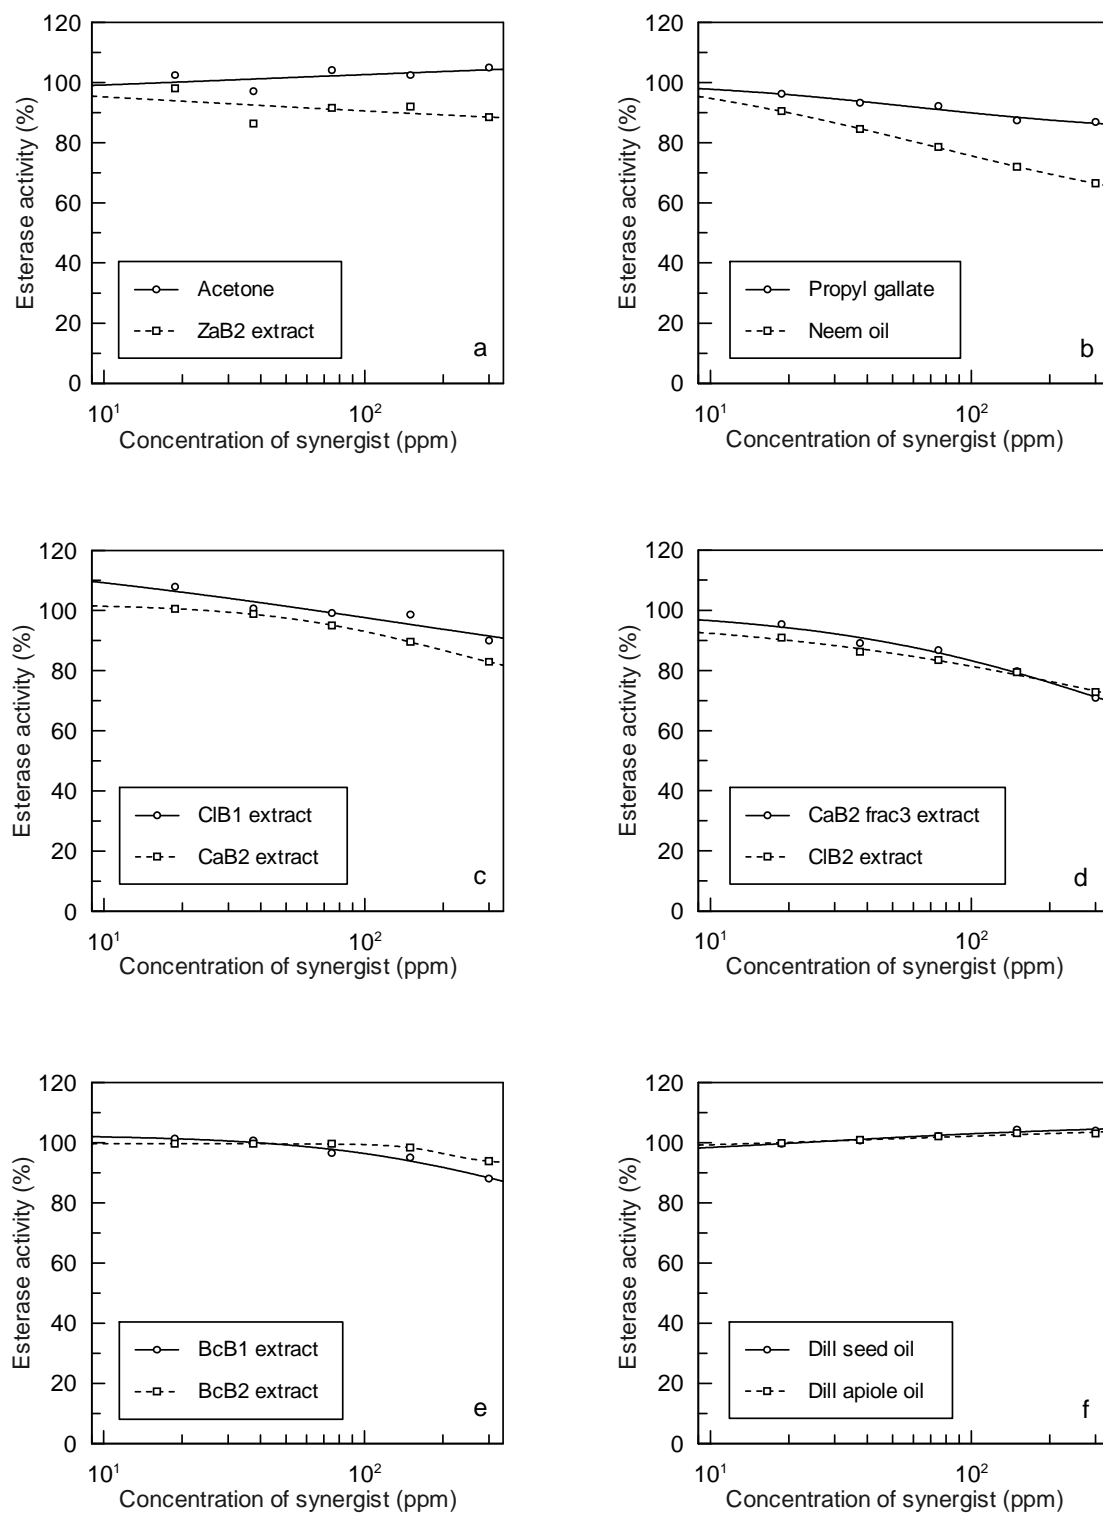 120
100
80
60
40
20
0
Esterase activity (%)
Acetone
ZaB2 extract
a
10¹
10²
Concentration of synergist (ppm)
120
100
80
60
40
20
0
Esterase activity (%)
Propyl gallate
Neem oil
b
10¹
10²
Concentration of synergist (ppm)
120
100
80
60
40
20
0
Esterase activity (%)
ClB1 extract
CaB2 extract
c
10¹
10²
Concentration of synergist (ppm)
120
100
80
60
40
20
0
Esterase activity (%)
CaB2 frac3 extract
ClB2 extract
d
10¹
10²
Concentration of synergist (ppm)
120
100
80
60
40
20
0
Esterase activity (%)
BcB1 extract
BcB2 extract
e
10¹
10²
Concentration of synergist (ppm)
120
100
80
60
40
20
0
Esterase activity (%)
Dill seed oil
Dill apiole oil
f
10¹
10²
Concentration of synergist (ppm)